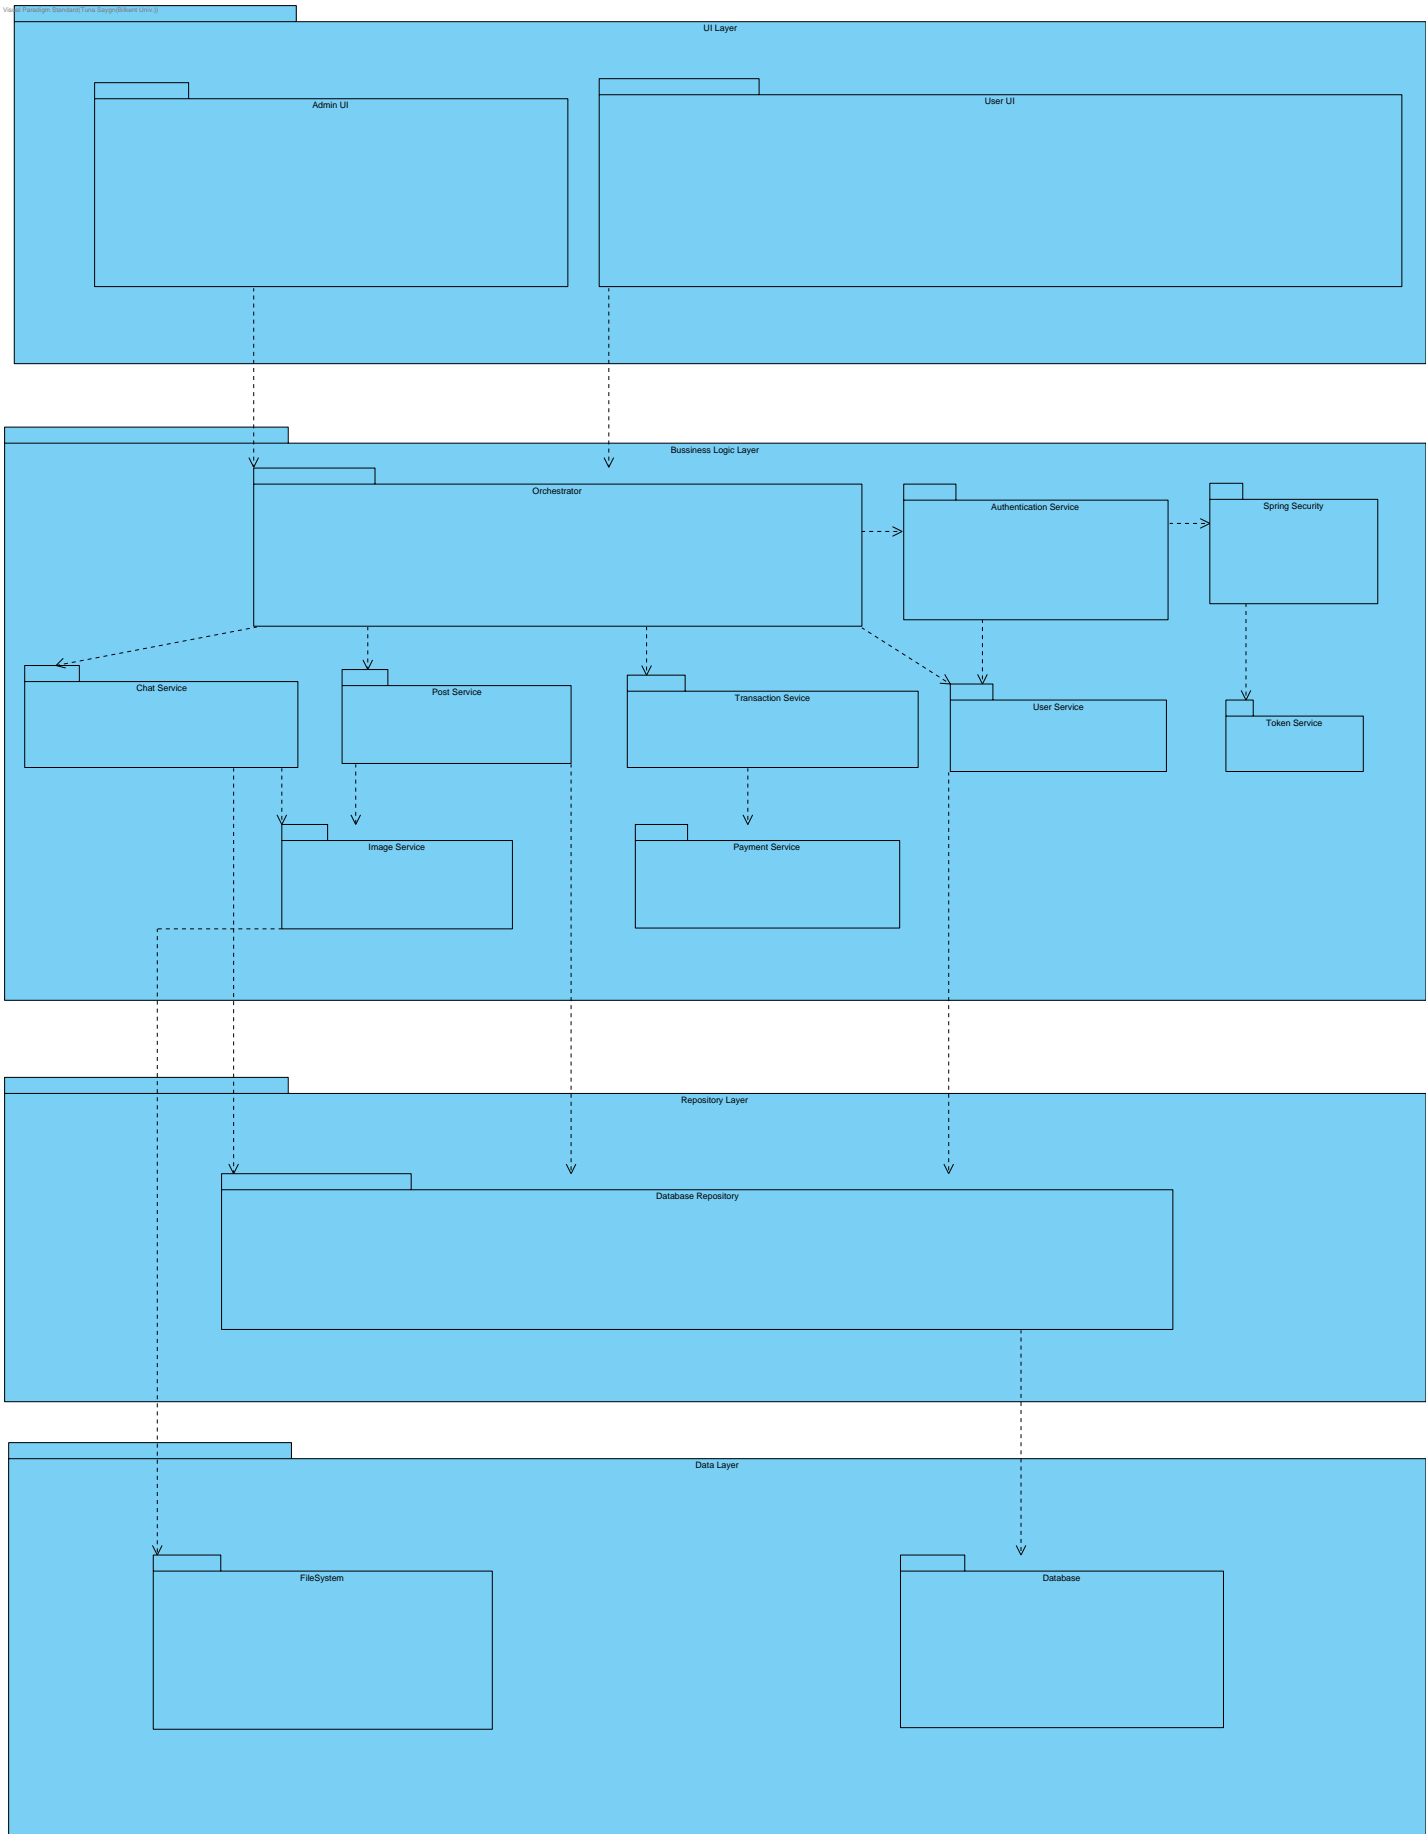 Visual Paradigm Standard(Tuna Saygın(Bilkent Univ.))
UI Layer
Admin UI
User UI
Bussiness Logic Layer
Orchestrator
Authentication Service
Spring Security
Chat Service
Post Service
Transaction Sevice
User Service
Token Service
Image Service
Payment Service
Repository Layer
Database Repository
Data Layer
FileSystem
Database